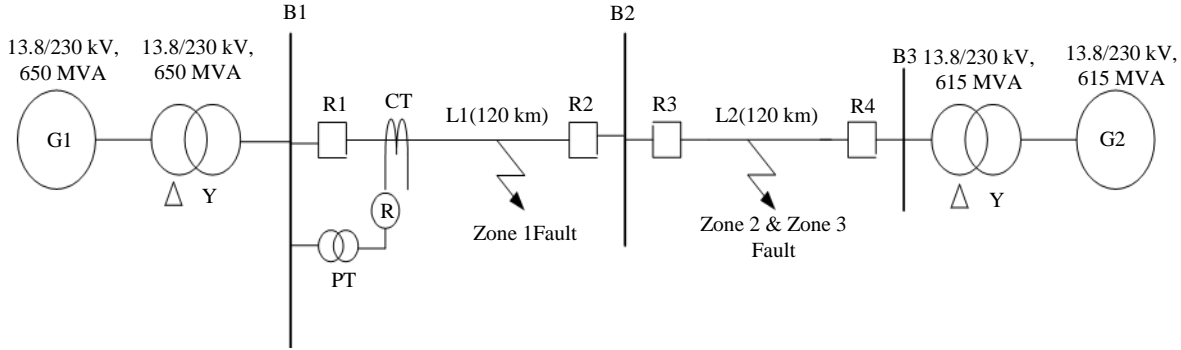 B1
B2
13.8/230 kV,
650 MVA
13.8/230 kV,
650 MVA
B3
13.8/230 kV,
615 MVA
13.8/230 kV,
615 MVA
R1
CT
L1(120 km)
R2
R3
L2(120 km)
R4
G1
G2
Δ Y
R
Zone 1Fault
Zone 2 & Zone 3
Fault
Δ Y
PT